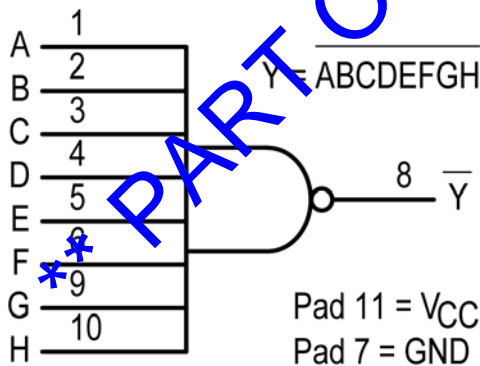 A 1
B 2
C 3
D 4
E 5
F 6
G 9
H 10
Y = ABCDEFGH
8 Y
Pad 11 = VCC
Pad 7 = GND
** PART